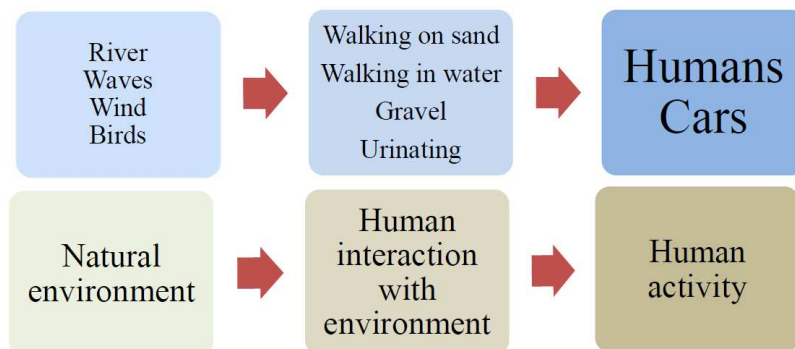 River
Waves
Wind
Birds
Walking on sand
Walking in water
Gravel
Urinating
Humans
Cars
Natural
environment
Human
interaction
with
environment
Human
activity